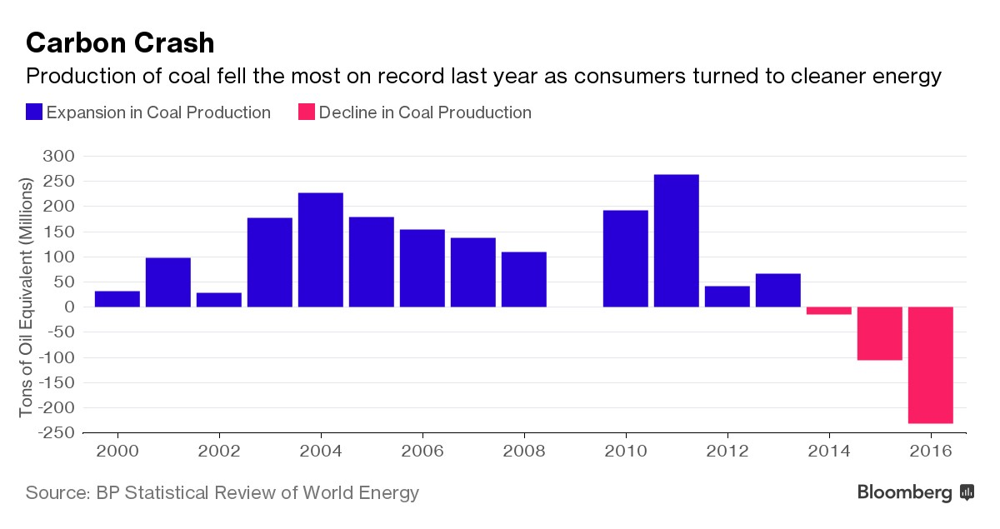 Carbon Crash
Production of coal fell the most on record last year as consumers turned to cleaner energy
Expansion in Coal Production
Decline in Coal Prouduction
Tons of Oil Equivalent (Millions)
300
250
200
150
100
50
0
-50
-100
-150
-200
-250
2000 2002 2004 2006 2008 2010 2012 2014 2016
Source: BP Statistical Review of World Energy
Bloomberg